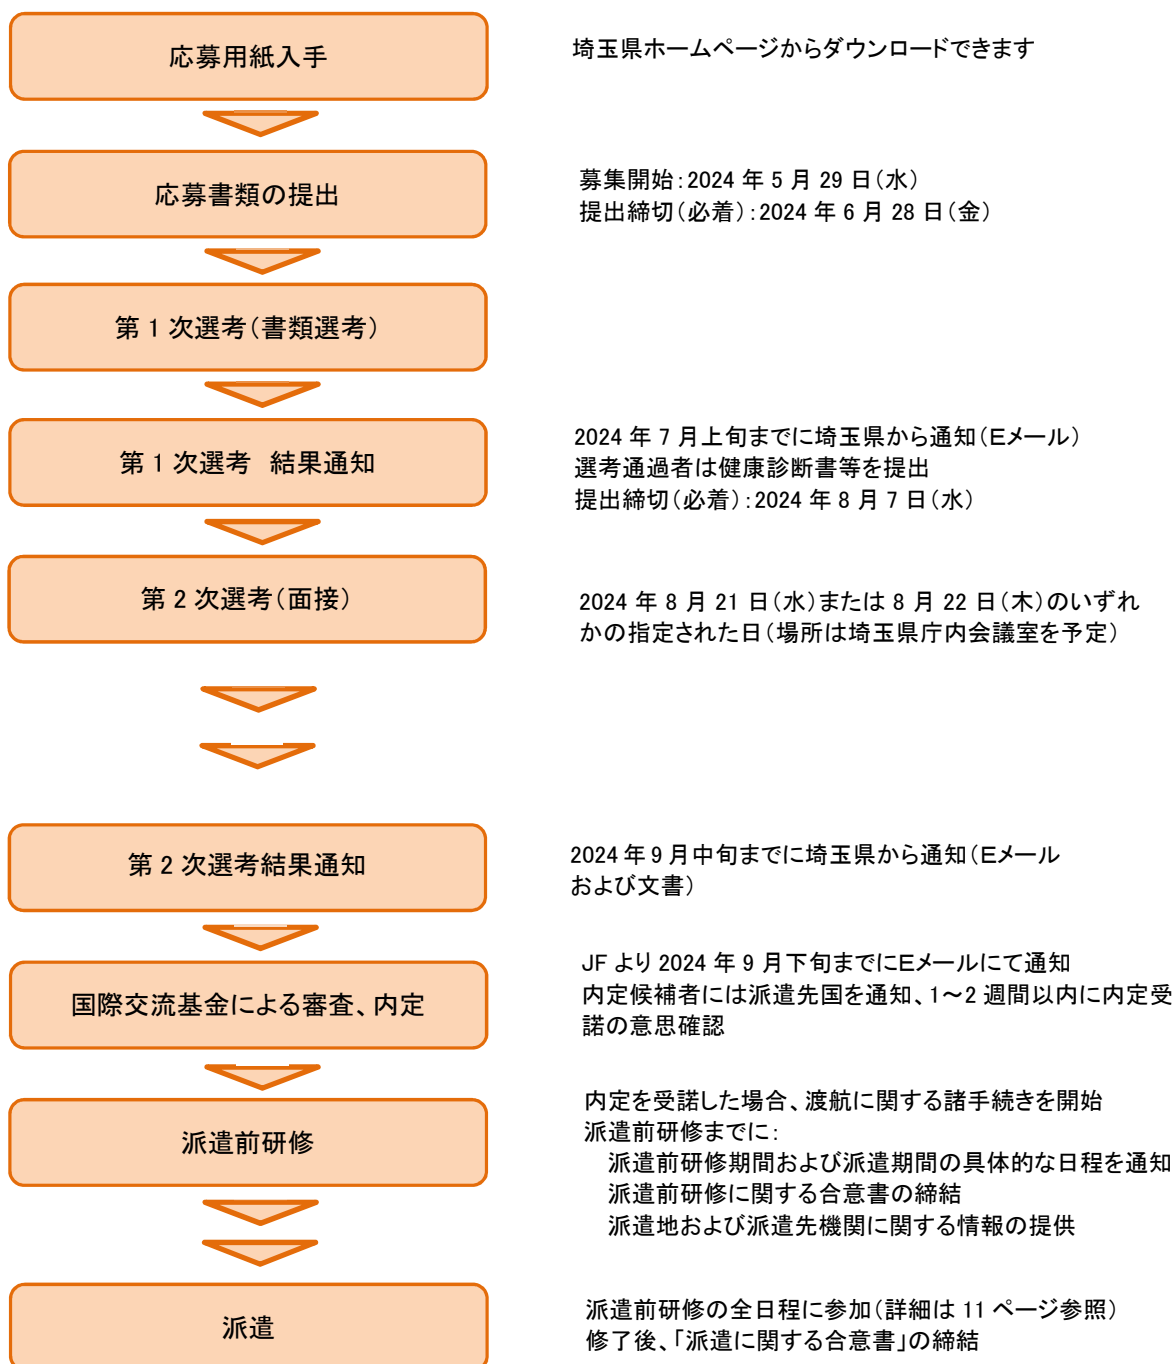 応募用紙入手
埼玉県ホームページからダウンロードできます
応募書類の提出
募集開始：2024 年 5 月 29 日（水）
提出締切（必着）：2024 年 6 月 28 日（金）
第 1 次選考（書類選考）
第 1 次選考　結果通知
2024 年 7 月上旬までに埼玉県から通知（Eメール）
選考通過者は健康診断書等を提出
提出締切（必着）：2024 年 8 月 7 日（水）
第 2 次選考（面接）
2024 年 8 月 21 日（水）または 8 月 22 日（木）のいずれ
かの指定された日（場所は埼玉県庁内会議室を予定）
第 2 次選考結果通知
2024 年 9 月中旬までに埼玉県から通知（Eメール
および文書）
国際交流基金による審査、内定
JF より 2024 年 9 月下旬までにEメールにて通知
内定候補者には派遣先国を通知、1～2 週間以内に内定受
諾の意思確認
派遣前研修
内定を受諾した場合、渡航に関する諸手続きを開始
派遣前研修までに：
派遣前研修期間および派遣期間の具体的な日程を通知
派遣前研修に関する合意書の締結
派遣地および派遣先機関に関する情報の提供
派遣
派遣前研修の全日程に参加（詳細は 11 ページ参照）
修了後、「派遣に関する合意書」の締結